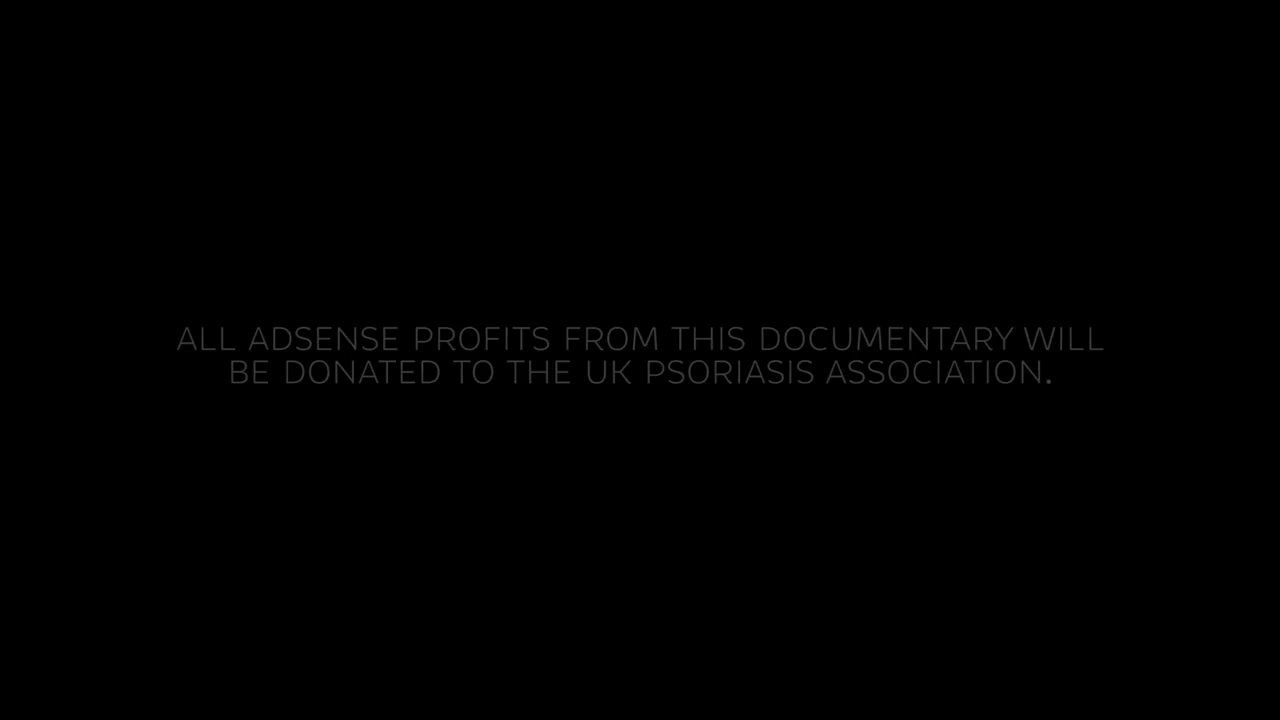 ALL ADSENSE PROFITS FROM THIS DOCUMENTARY WILL
BE DONATED TO THE UK PSORIASIS ASSOCIATION.